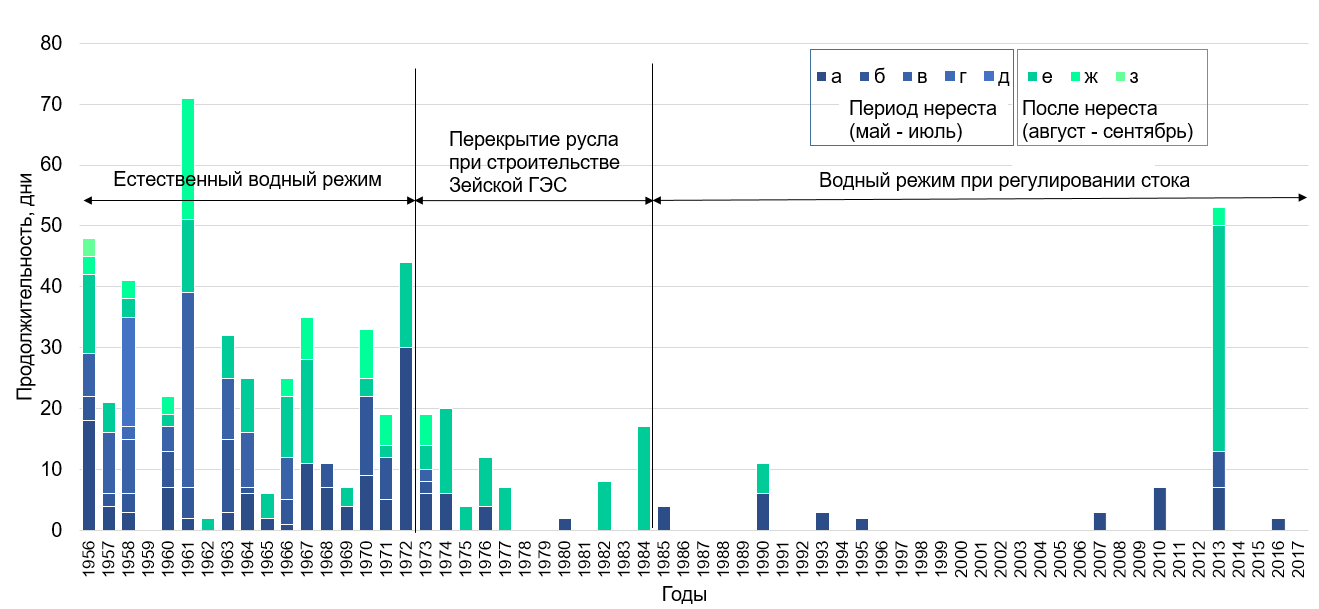 80
70
60
50
40
30
20
10
0
Продолжительность, дни
а б в г д
Период нереста
(май - июль)
е ж з
После нереста
(август - сентябрь)
Естественный водный режим
Перекрытие русла
при строительстве
Зейской ГЭС
Водный режим при регулировании стока
1956 1957 1958 1959 1960 1961 1962 1963 1964 1965 1966 1967 1968 1969 1970 1971 1972 1973 1974 1975 1976 1977 1978 1979 1980 1981 1982 1983 1984 1985 1986 1987 1988 1989 1990 1991 1992 1993 1994 1995 1996 1997 1998 1999 2000 2001 2002 2003 2004 2005 2006 2007 2008 2009 2010 2011 2012 2013 2014 2015 2016 2017
Годы